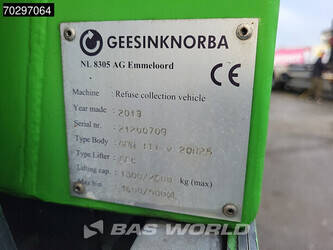 70297064
GEESINKNORBA
NL 8305 AG Emmeloord
CE
Machine : Refuse collection vehicle
Year made : 2013
Serial nr. : 21200709
Type Body :
Type Lifter :
Lifting cap. : kg (max)
BAS WORLD